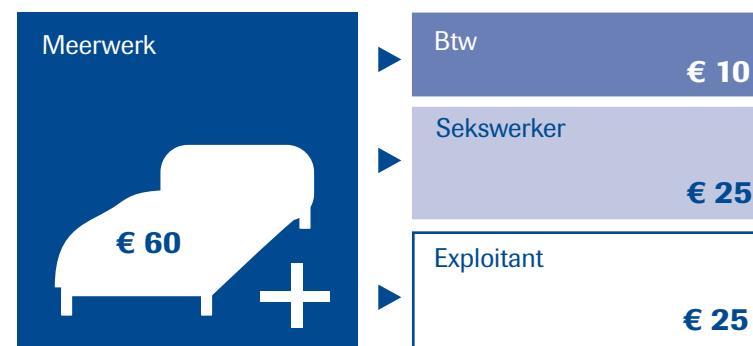 Meerwerk
€ 60
Btw
€ 10
Sekswerker
€ 25
Exploitant
€ 25